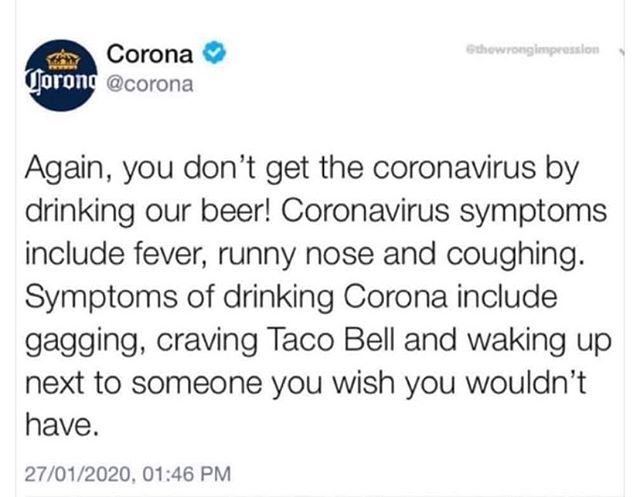 Corona
@thewrongimpression
Corona @corona
Again, you don't get the coronavirus by
drinking our beer! Coronavirus symptoms
include fever, runny nose and coughing.
Symptoms of drinking Corona include
gagging, craving Taco Bell and waking up
next to someone you wish you wouldn't
have.
27/01/2020, 01:46 PM